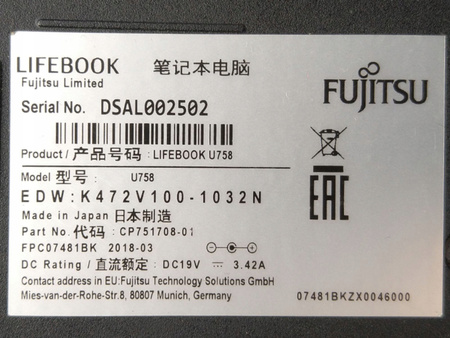 LIFEBOOK 笔记本电脑
Fujitsu Limited
FUJITSU
Serial No. DSAL002502
Product / 产品号码 : LIFEBOOK U758
Model 型号 : U758
EDW:K472V100-1032N
EAC
Made in Japan 日本制造
Part No. 代码 : CP751708-01
FPC07481BK 2018-03
DC Rating / 直流额定 : DC19V ⎓ 3.42A
Contact address in EU:Fujitsu Technology Solutions GmbH
Mies-van-der-Rohe-Str.8, 80807 Munich, Germany
07481BKZX0046000